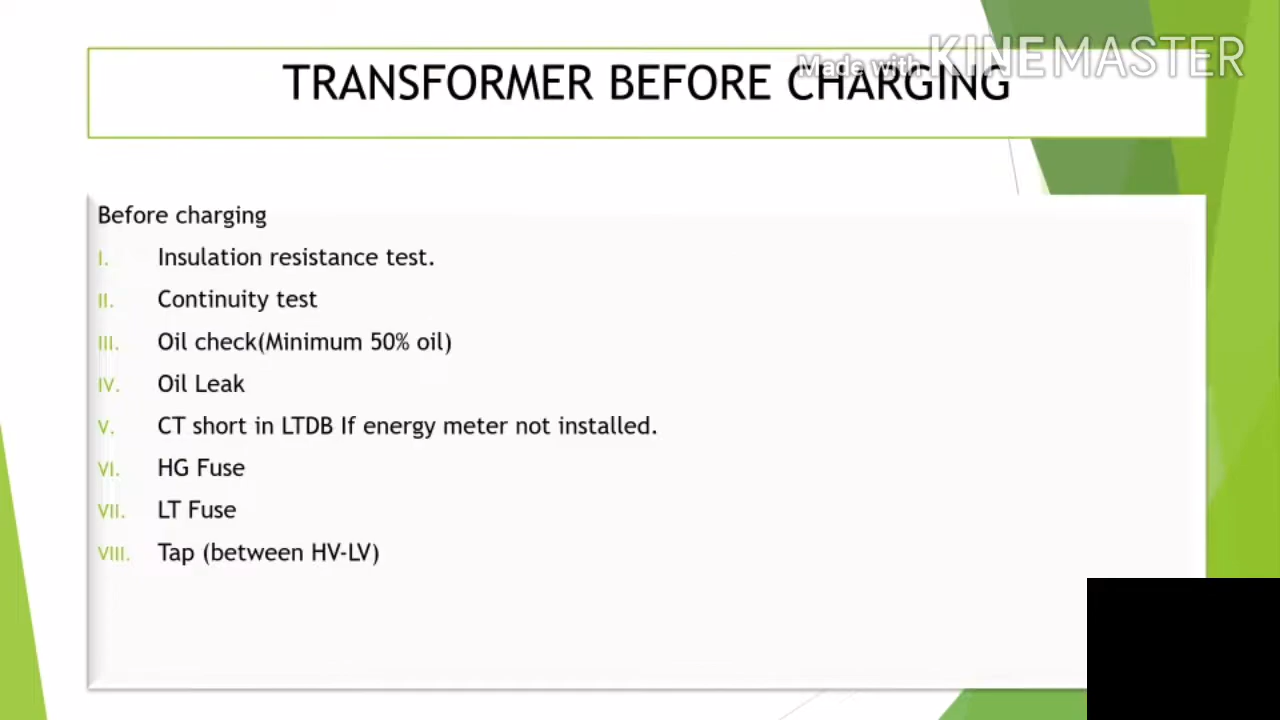 Made with KINEMASTER
TRANSFORMER BEFORE CHARGING
Before charging
I. Insulation resistance test.
II. Continuity test
III. Oil check(Minimum 50% oil)
IV. Oil Leak
V. CT short in LTDB If energy meter not installed.
VI. HG Fuse
VII. LT Fuse
VIII. Tap (between HV-LV)